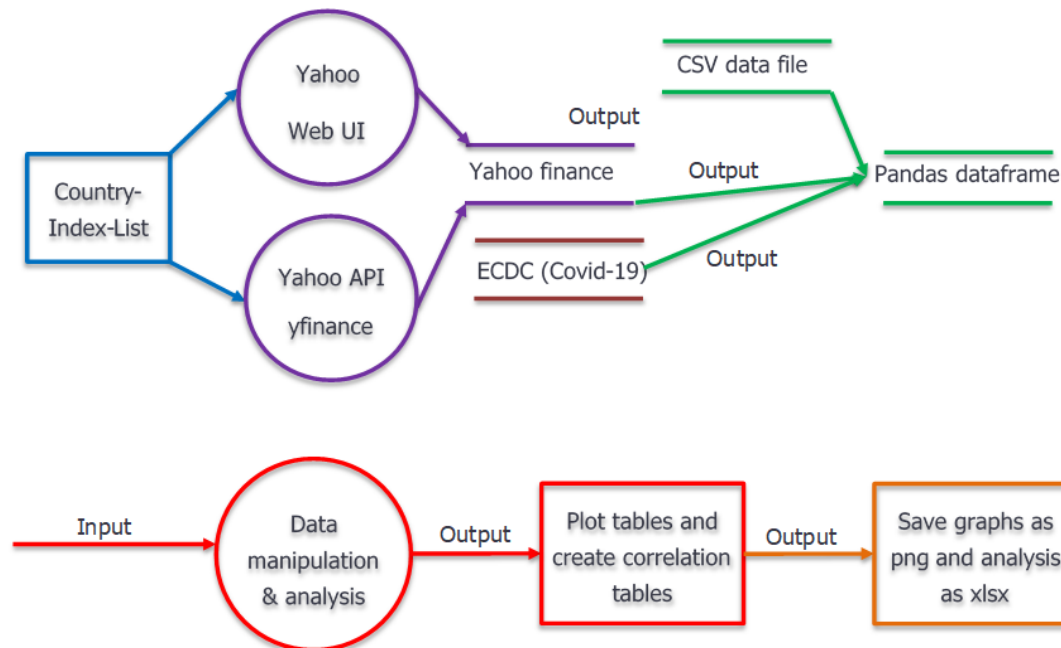 Yahoo
Web UI
CSV data file
Output
Country-
Index-List
Yahoo finance
Output
Pandas dataframe
Yahoo API
yfinance
ECDC (Covid-19)
Output
Input
Data
manipulation
& analysis
Output
Plot tables and
create correlation
tables
Output
Save graphs as
png and analysis
as xlsx